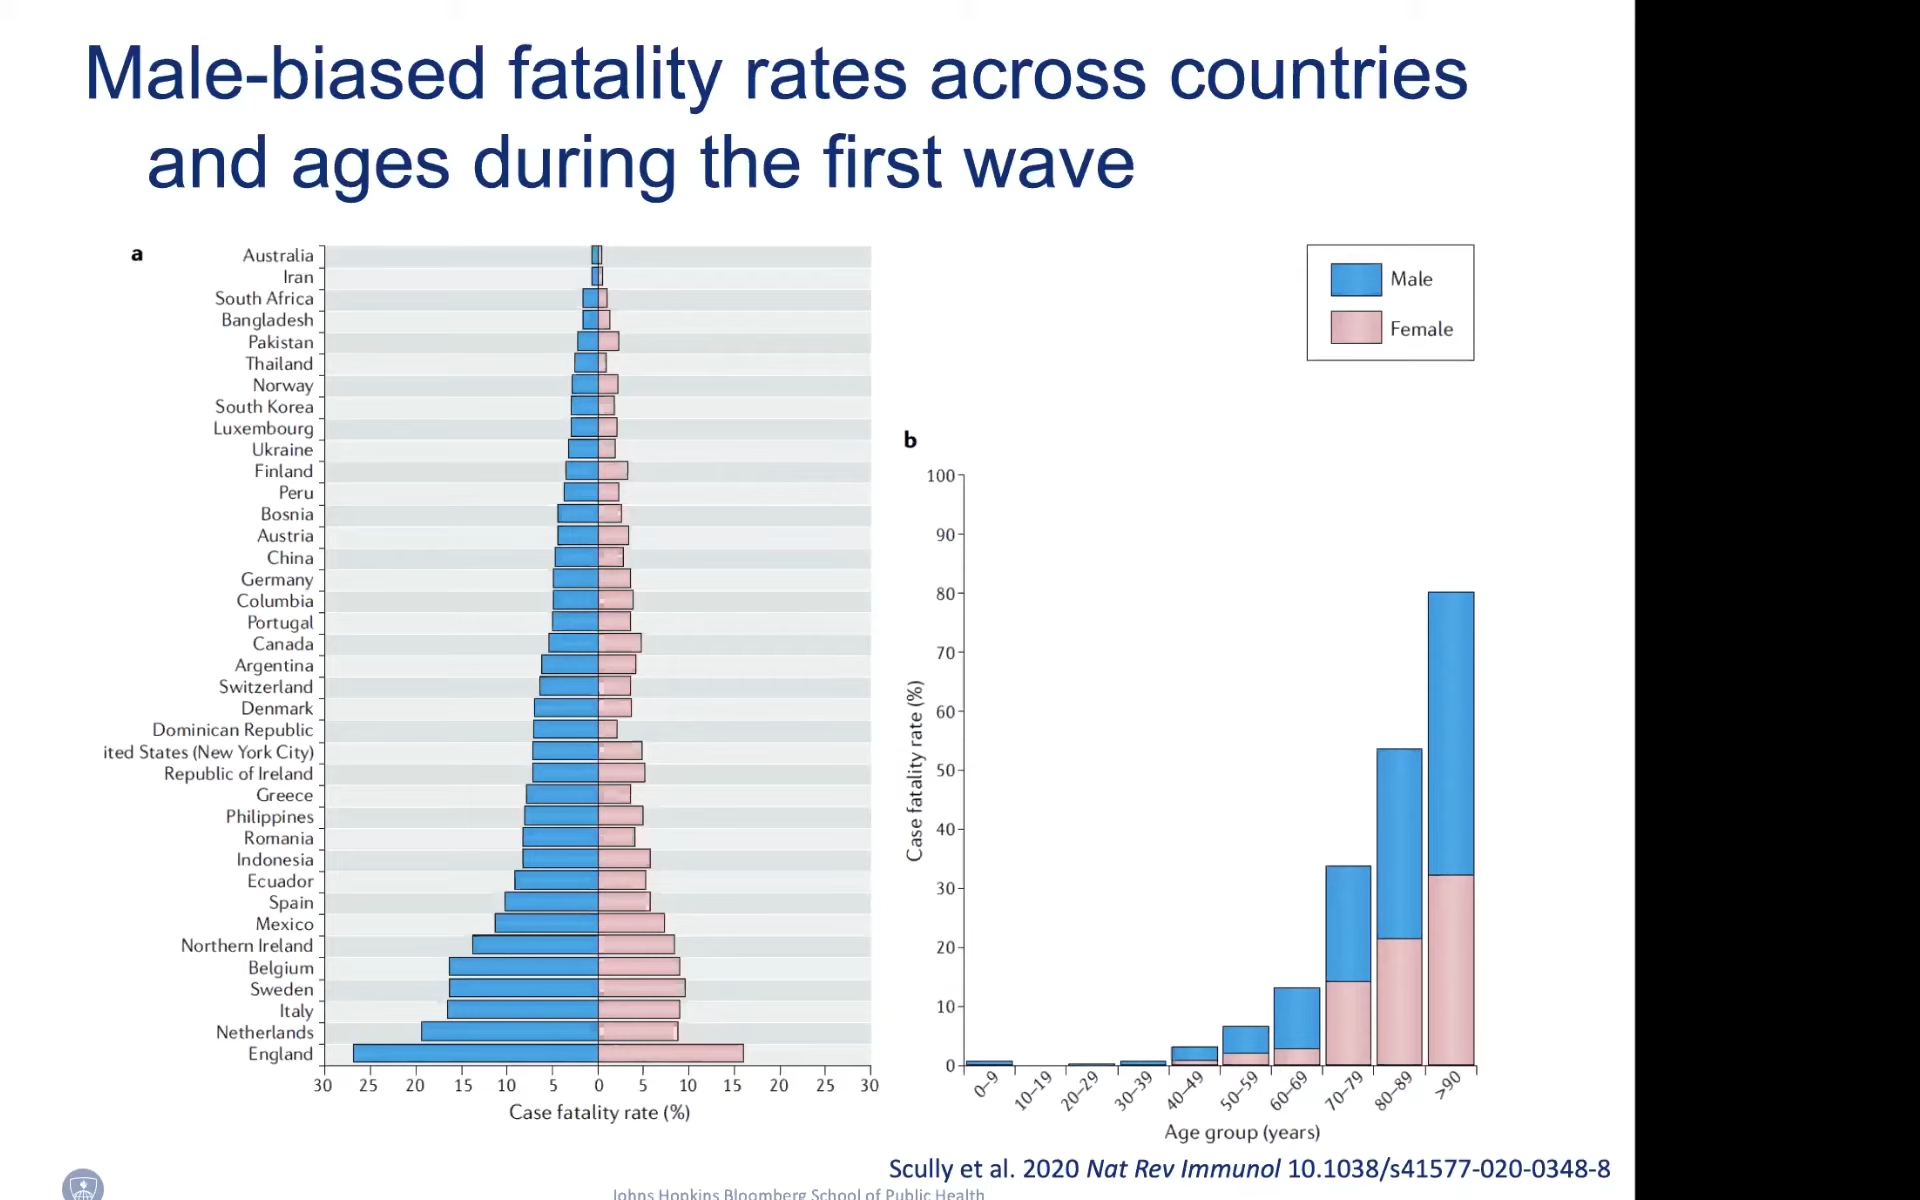 Male-biased fatality rates across countries
and ages during the first wave
a
Australia
Iran
South Africa
Bangladesh
Pakistan
Thailand
Norway
South Korea
Luxembourg
Ukraine
Finland
Peru
Bosnia
Austria
China
Germany
Columbia
Portugal
Canada
Argentina
Switzerland
Denmark
Dominican Republic
ited States (New York City)
Republic of Ireland
Greece
Philippines
Romania
Indonesia
Ecuador
Spain
Mexico
Northern Ireland
Belgium
Sweden
Italy
Netherlands
England
30 25 20 15 10 5 0 5 10 15 20 25 30
Case fatality rate (%)
Male
Female
b
100
90
80
70
60
50
40
30
20
10
0
Case fatality rate (%)
0–9 10–19 20–29 30–39 40–49 50–59 60–69 70–79 80–89 >90
Age group (years)
Scully et al. 2020 Nat Rev Immunol 10.1038/s41577-020-0348-8
Johns Hopkins Bloomberg School of Public Health